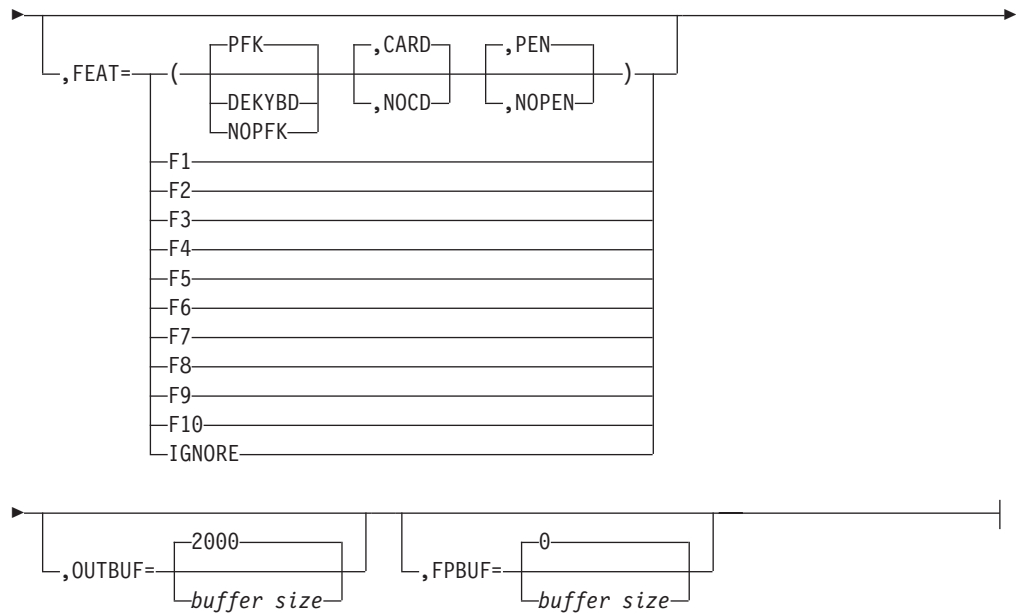 PFK ,CARD ,PEN
,FEAT= ( )
DEKYBD ,NOCD ,NOPEN
NOPFK
F1
F2
F3
F4
F5
F6
F7
F8
F9
F10
IGNORE
2000 0
,OUTBUF= ,FPBUF=
buffer size buffer size